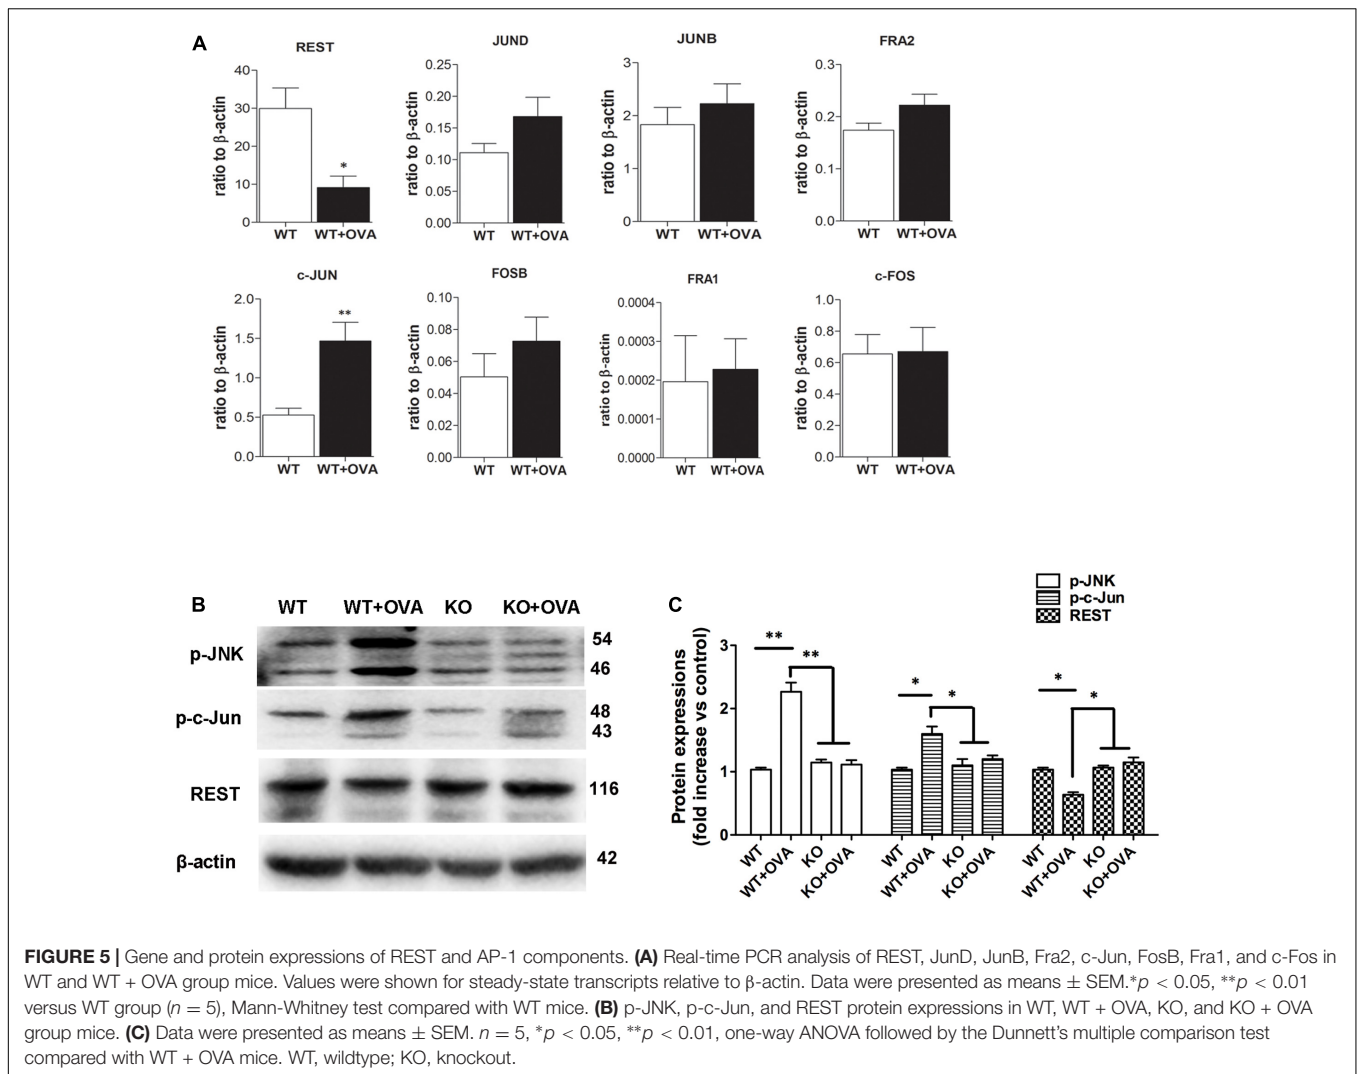 A
REST
ratio to β-actin
40
30
20
10
0
*
WT
WT+OVA
JUND
ratio to β-actin
0.25
0.20
0.15
0.10
0.05
0.00
WT
WT+OVA
JUNB
ratio to β-actin
3
2
1
0
WT
WT+OVA
FRA2
ratio to β-actin
0.3
0.2
0.1
0.0
WT
WT+OVA
c-JUN
ratio to β-actin
2.0
1.5
1.0
0.5
0.0
**
WT
WT+OVA
FOSB
ratio to β-actin
0.10
0.08
0.06
0.04
0.02
0.00
WT
WT+OVA
FRA1
ratio to β-actin
0.0004
0.0003
0.0002
0.0001
0.0000
WT
WT+OVA
c-FOS
ratio to β-actin
1.0
0.8
0.6
0.4
0.2
0.0
WT
WT+OVA
B
WT WT+OVA KO KO+OVA
p-JNK
54
46
p-c-Jun
48
43
REST
116
β-actin
42
C
p-JNK
p-c-Jun
REST
Protein expressions
(fold increase vs control)
3
2
1
0
** ** * * * *
WT WT+OVA KO KO+OVA WT WT+OVA KO KO+OVA WT WT+OVA KO KO+OVA
FIGURE 5 | Gene and protein expressions of REST and AP-1 components. (A) Real-time PCR analysis of REST, JunD, JunB, Fra2, c-Jun, FosB, Fra1, and c-Fos in
WT and WT + OVA group mice. Values were shown for steady-state transcripts relative to β-actin. Data were presented as means ± SEM.*p < 0.05, **p < 0.01
versus WT group (n = 5), Mann-Whitney test compared with WT mice. (B) p-JNK, p-c-Jun, and REST protein expressions in WT, WT + OVA, KO, and KO + OVA
group mice. (C) Data were presented as means ± SEM. n = 5, *p < 0.05, **p < 0.01, one-way ANOVA followed by the Dunnett's multiple comparison test
compared with WT + OVA mice. WT, wildtype; KO, knockout.